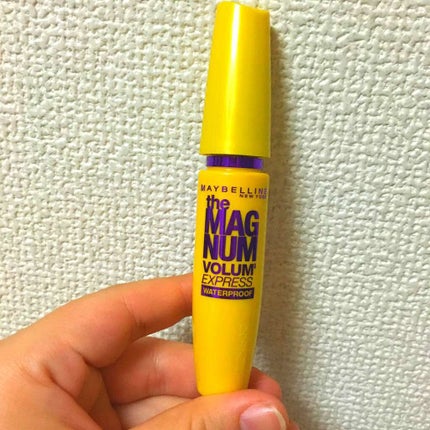 MAYBELLINE
NEW YORK
the
MAG
NUM
VOLUM'
EXPRESS
WATERPROOF